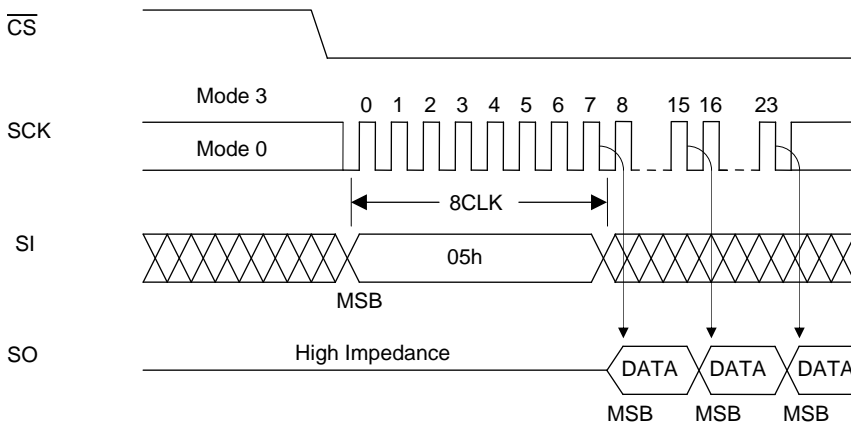 CS
Mode 3
0 1 2 3 4 5 6 7 8 15 16 23
SCK
Mode 0
8CLK
SI
05h
MSB
SO
High Impedance
DATA DATA DATA
MSB MSB MSB